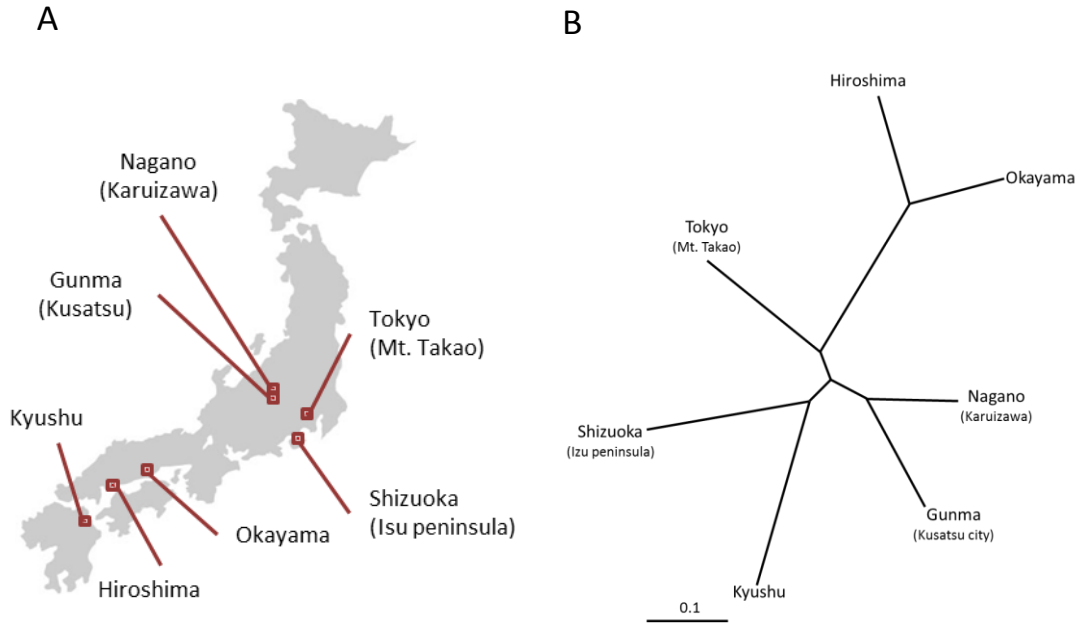 A
Nagano
(Karuizawa)
Gunma
(Kusatsu)
Tokyo
(Mt. Takao)
Kyushu
Shizuoka
(Isu peninsula)
Okayama
Hiroshima
B
Hiroshima
Okayama
Tokyo
(Mt. Takao)
Nagano
(Karuizawa)
Shizuoka
(Izu peninsula)
Gunma
(Kusatsu city)
Kyushu
0.1